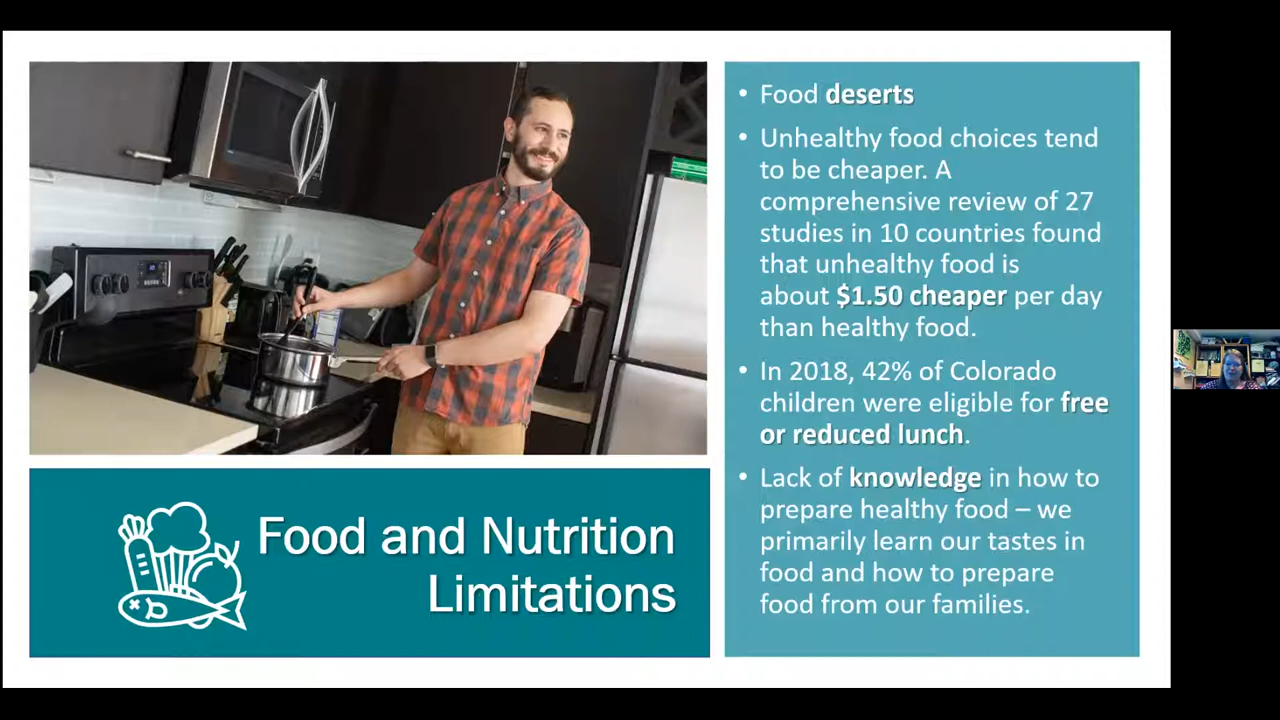 • Food deserts
• Unhealthy food choices tend
to be cheaper. A
comprehensive review of 27
studies in 10 countries found
that unhealthy food is
about $1.50 cheaper per day
than healthy food.
• In 2018, 42% of Colorado
children were eligible for free
or reduced lunch.
• Lack of knowledge in how to
prepare healthy food – we
primarily learn our tastes in
food and how to prepare
food from our families.
Food and Nutrition
Limitations